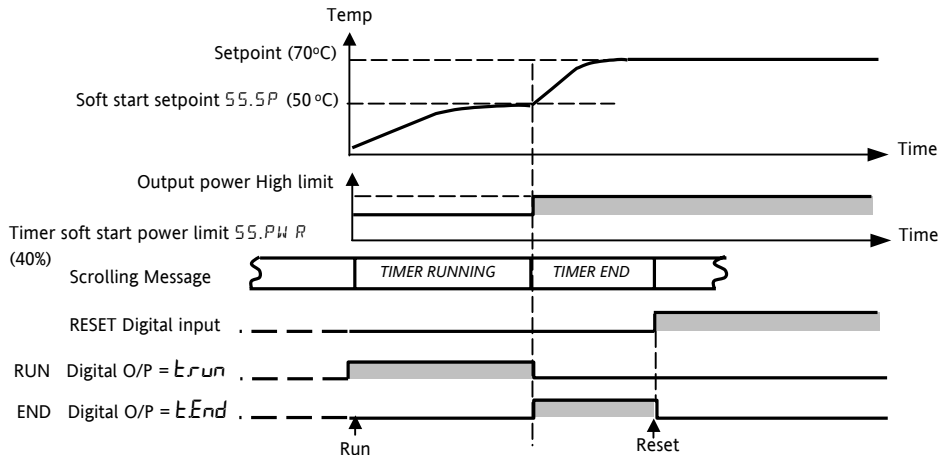 Temp
Setpoint (70ºC)
Soft start setpoint SS.SP (50 ºC)
Time
Output power High limit
Timer soft start power limit SS.PWR
(40%)
Time
Scrolling Message
TIMER RUNNING
TIMER END
RESET Digital input
RUN Digital O/P = t.run
END Digital O/P = t.End
Run
Reset